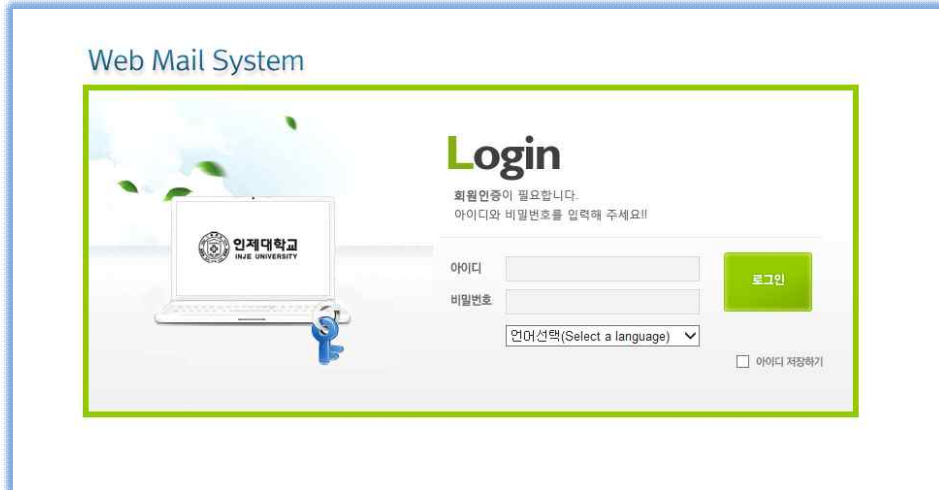 Web Mail System
Login
회원인증이 필요합니다.
아이디와 비밀번호를 입력해 주세요!!
인제대학교
INJE UNIVERSITY
아이디
비밀번호
로그인
언어선택(Select a language)
아이디 저장하기